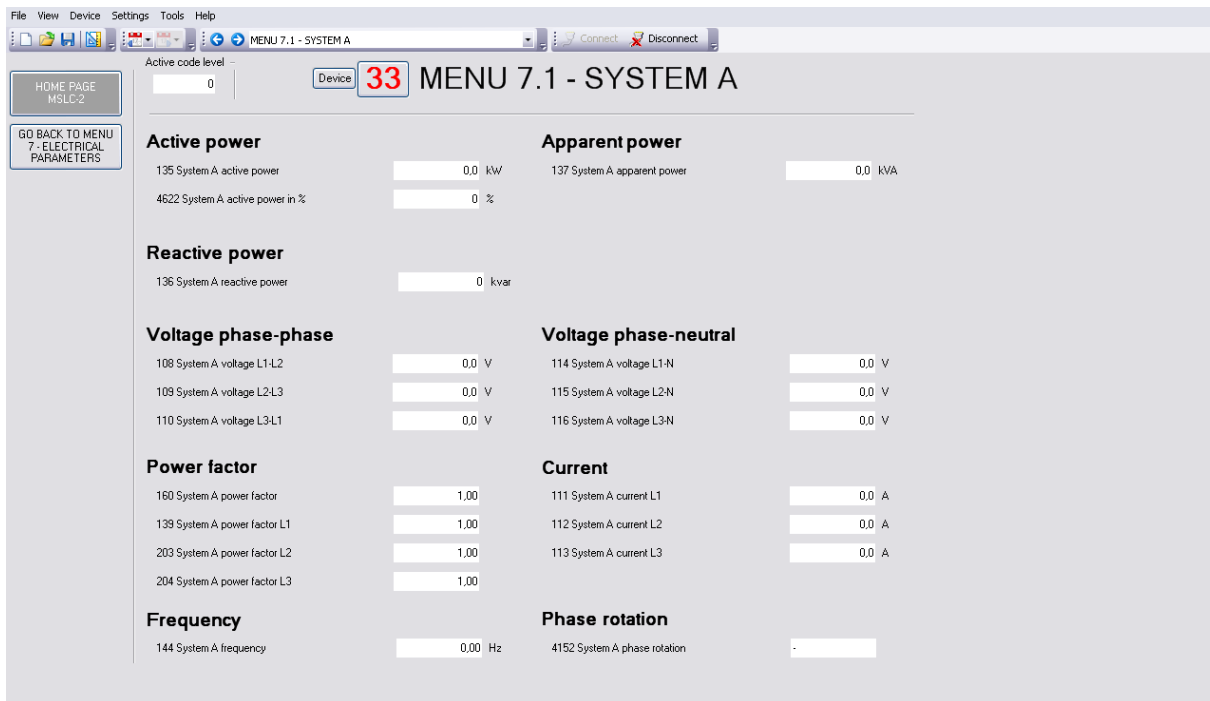 File View Device Settings Tools Help
MENU 7.1 - SYSTEM A Connect Disconnect
HOME PAGE
MSLC-2
GO BACK TO MENU
7 - ELECTRICAL
PARAMETERS
Active code level
0
Device 33 MENU 7.1 - SYSTEM A
Active power
135 System A active power 0,0 kW
4622 System A active power in % 0 %
Apparent power
137 System A apparent power 0,0 kVA
Reactive power
136 System A reactive power 0 kvar
Voltage phase-phase
108 System A voltage L1-L2 0,0 V
109 System A voltage L2-L3 0,0 V
110 System A voltage L3-L1 0,0 V
Voltage phase-neutral
114 System A voltage L1-N 0,0 V
115 System A voltage L2-N 0,0 V
116 System A voltage L3-N 0,0 V
Power factor
160 System A power factor 1,00
139 System A power factor L1 1,00
203 System A power factor L2 1,00
204 System A power factor L3 1,00
Current
111 System A current L1 0,0 A
112 System A current L2 0,0 A
113 System A current L3 0,0 A
Frequency
144 System A frequency 0,00 Hz
Phase rotation
4152 System A phase rotation -